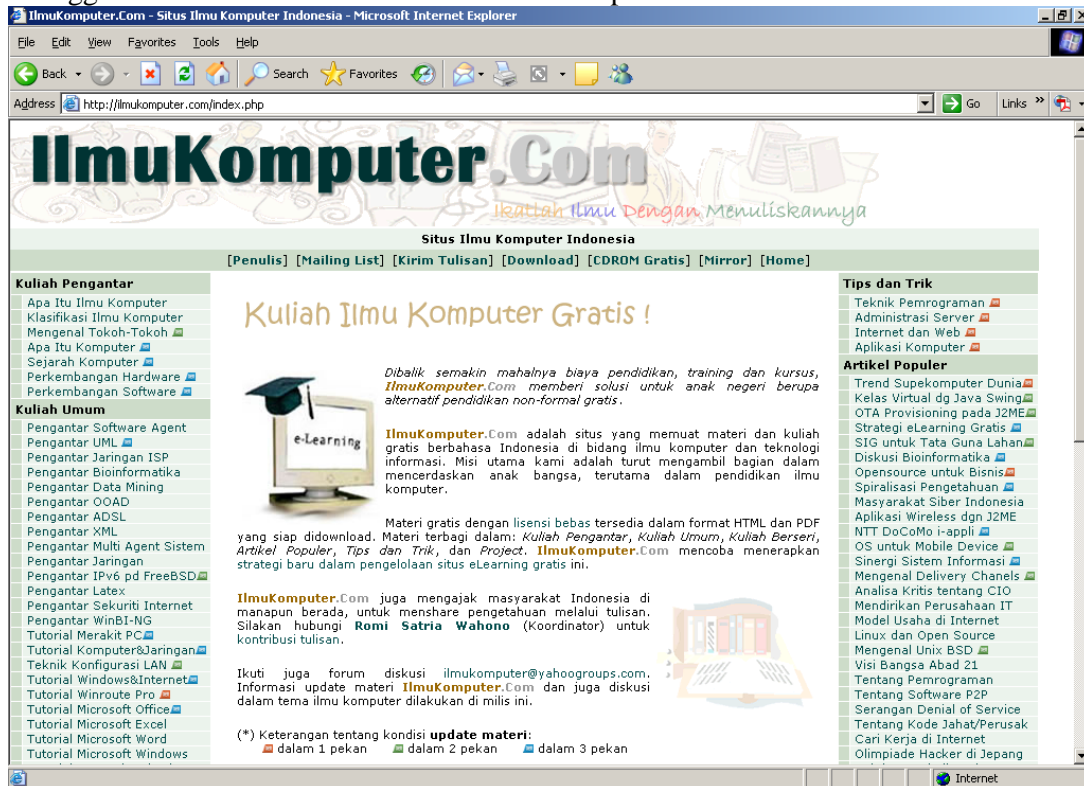 IlmuKomputer.Com - Situs Ilmu Komputer Indonesia - Microsoft Internet Explorer
File Edit View Favorites Tools Help
Back Search Favorites
Address http://ilmukomputer.com/index.php Go Links »
IlmuKomputer.Com
Ikatlah Ilmu Dengan Menuliskannya
Situs Ilmu Komputer Indonesia
[Penulis] [Mailing List] [Kirim Tulisan] [Download] [CDROM Gratis] [Mirror] [Home]
Kuliah Pengantar
Apa Itu Ilmu Komputer
Klasifikasi Ilmu Komputer
Mengenal Tokoh-Tokoh
Apa Itu Komputer
Sejarah Komputer
Perkembangan Hardware
Perkembangan Software
Kuliah Umum
Pengantar Software Agent
Pengantar UML
Pengantar Jaringan ISP
Pengantar Bioinformatika
Pengantar Data Mining
Pengantar OOAD
Pengantar ADSL
Pengantar XML
Pengantar Multi Agent Sistem
Pengantar Jaringan
Pengantar IPv6 pd FreeBSD
Pengantar Latex
Pengantar Sekuriti Internet
Pengantar WinBI-NG
Tutorial Merakit PC
Tutorial Komputer&Jaringan
Teknik Konfigurasi LAN
Tutorial Windows&Internet
Tutorial Winroute Pro
Tutorial Microsoft Office
Tutorial Microsoft Excel
Tutorial Microsoft Word
Tutorial Microsoft Windows
Kuliah Ilmu Komputer Gratis !
e-Learning
Dibalik semakin mahalnya biaya pendidikan, training dan kursus,
IlmuKomputer.Com memberi solusi untuk anak negeri berupa
alternatif pendidikan non-formal gratis.
IlmuKomputer.Com adalah situs yang memuat materi dan kuliah
gratis berbahasa Indonesia di bidang ilmu komputer dan teknologi
informasi. Misi utama kami adalah turut mengambil bagian dalam
mencerdaskan anak bangsa, terutama dalam pendidikan ilmu
komputer.
Materi gratis dengan lisensi bebas tersedia dalam format HTML dan PDF
yang siap didownload. Materi terbagi dalam: Kuliah Pengantar, Kuliah Umum, Kuliah Berseri,
Artikel Populer, Tips dan Trik, dan Project. IlmuKomputer.Com mencoba menerapkan
strategi baru dalam pengelolaan situs eLearning gratis ini.
IlmuKomputer.Com juga mengajak masyarakat Indonesia di
manapun berada, untuk menshare pengetahuan melalui tulisan.
Silakan hubungi Romi Satria Wahono (Koordinator) untuk
kontribusi tulisan.
Ikuti juga forum diskusi ilmukomputer@yahoogroups.com.
Informasi update materi IlmuKomputer.Com dan juga diskusi
dalam tema ilmu komputer dilakukan di milis ini.
(*) Keterangan tentang kondisi update materi:
dalam 1 pekan dalam 2 pekan dalam 3 pekan
Tips dan Trik
Teknik Pemrograman
Administrasi Server
Internet dan Web
Aplikasi Komputer
Artikel Populer
Trend Supekomputer Dunia
Kelas Virtual dg Java Swing
OTA Provisioning pada J2ME
Strategi eLearning Gratis
SIG untuk Tata Guna Lahan
Diskusi Bioinformatika
Opensource untuk Bisnis
Spiralisasi Pengetahuan
Masyarakat Siber Indonesia
Aplikasi Wireless dgn J2ME
NTT DoCoMo i-appli
OS untuk Mobile Device
Sinergi Sistem Informasi
Mengenal Delivery Chanels
Analisa Kritis tentang CIO
Mendirikan Perusahaan IT
Model Usaha di Internet
Linux dan Open Source
Mengenal Unix BSD
Visi Bangsa Abad 21
Tentang Pemrograman
Tentang Software P2P
Serangan Denial of Service
Tentang Kode Jahat/Perusak
Cari Kerja di Internet
Olimpiade Hacker di Jepang
Internet